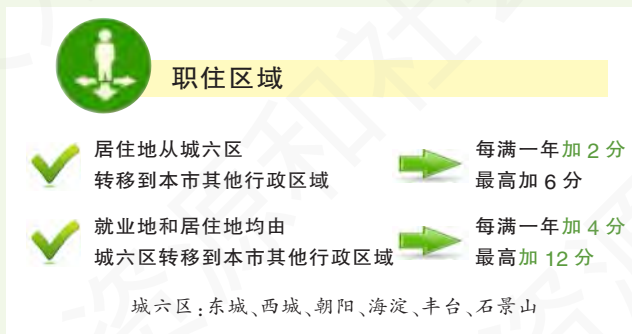 职住区域
居住地从城六区
转移到本市其他行政区域
每满一年加 2 分
最高加 6 分
就业地和居住地均由
城六区转移到本市其他行政区域
每满一年加 4 分
最高加 12 分
城六区:东城、西城、朝阳、海淀、丰台、石景山